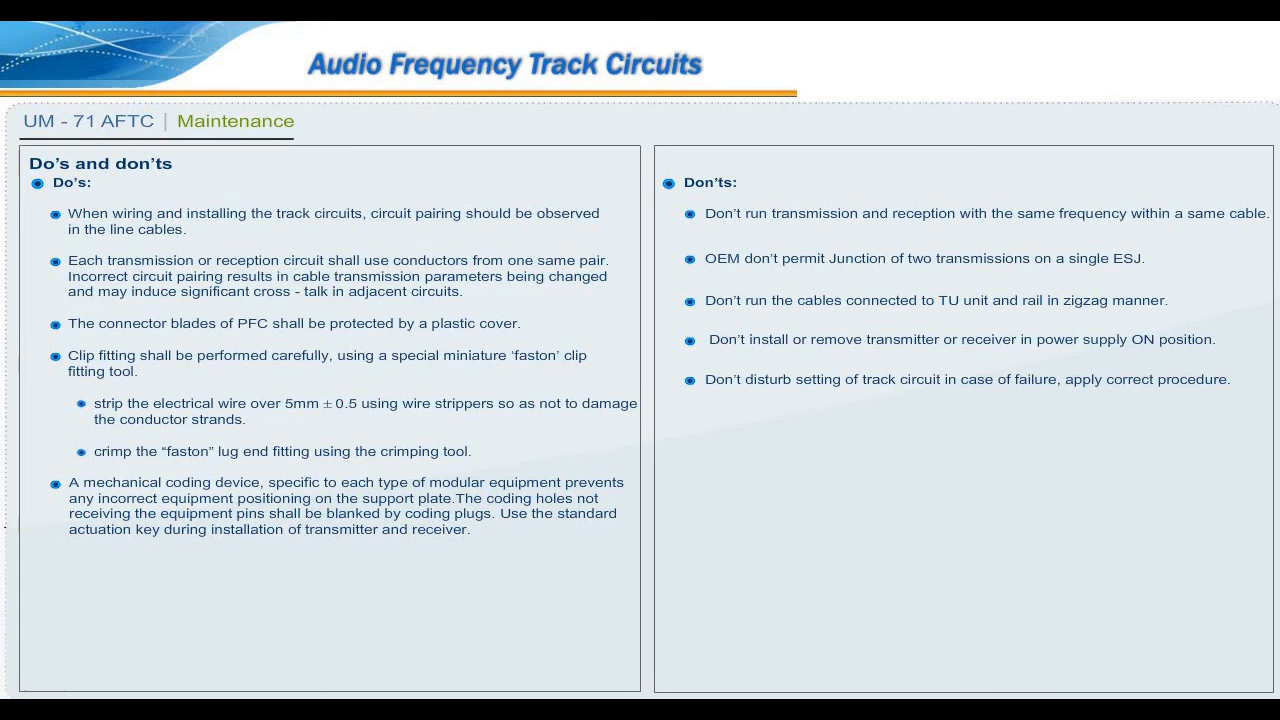 Audio Frequency Track Circuits
UM - 71 AFTC | Maintenance
Do's and don'ts
Do's:
When wiring and installing the track circuits, circuit pairing should be observed
in the line cables.
Each transmission or reception circuit shall use conductors from one same pair.
Incorrect circuit pairing results in cable transmission parameters being changed
and may induce significant cross - talk in adjacent circuits.
The connector blades of PFC shall be protected by a plastic cover.
Clip fitting shall be performed carefully, using a special miniature ‘faston’ clip
fitting tool.
strip the electrical wire over 5mm ± 0.5 using wire strippers so as not to damage
the conductor strands.
crimp the “faston” lug end fitting using the crimping tool.
A mechanical coding device, specific to each type of modular equipment prevents
any incorrect equipment positioning on the support plate.The coding holes not
receiving the equipment pins shall be blanked by coding plugs. Use the standard
actuation key during installation of transmitter and receiver.
Don'ts:
Don't run transmission and reception with the same frequency within a same cable.
OEM don't permit Junction of two transmissions on a single ESJ.
Don't run the cables connected to TU unit and rail in zigzag manner.
Don't install or remove transmitter or receiver in power supply ON position.
Don't disturb setting of track circuit in case of failure, apply correct procedure.